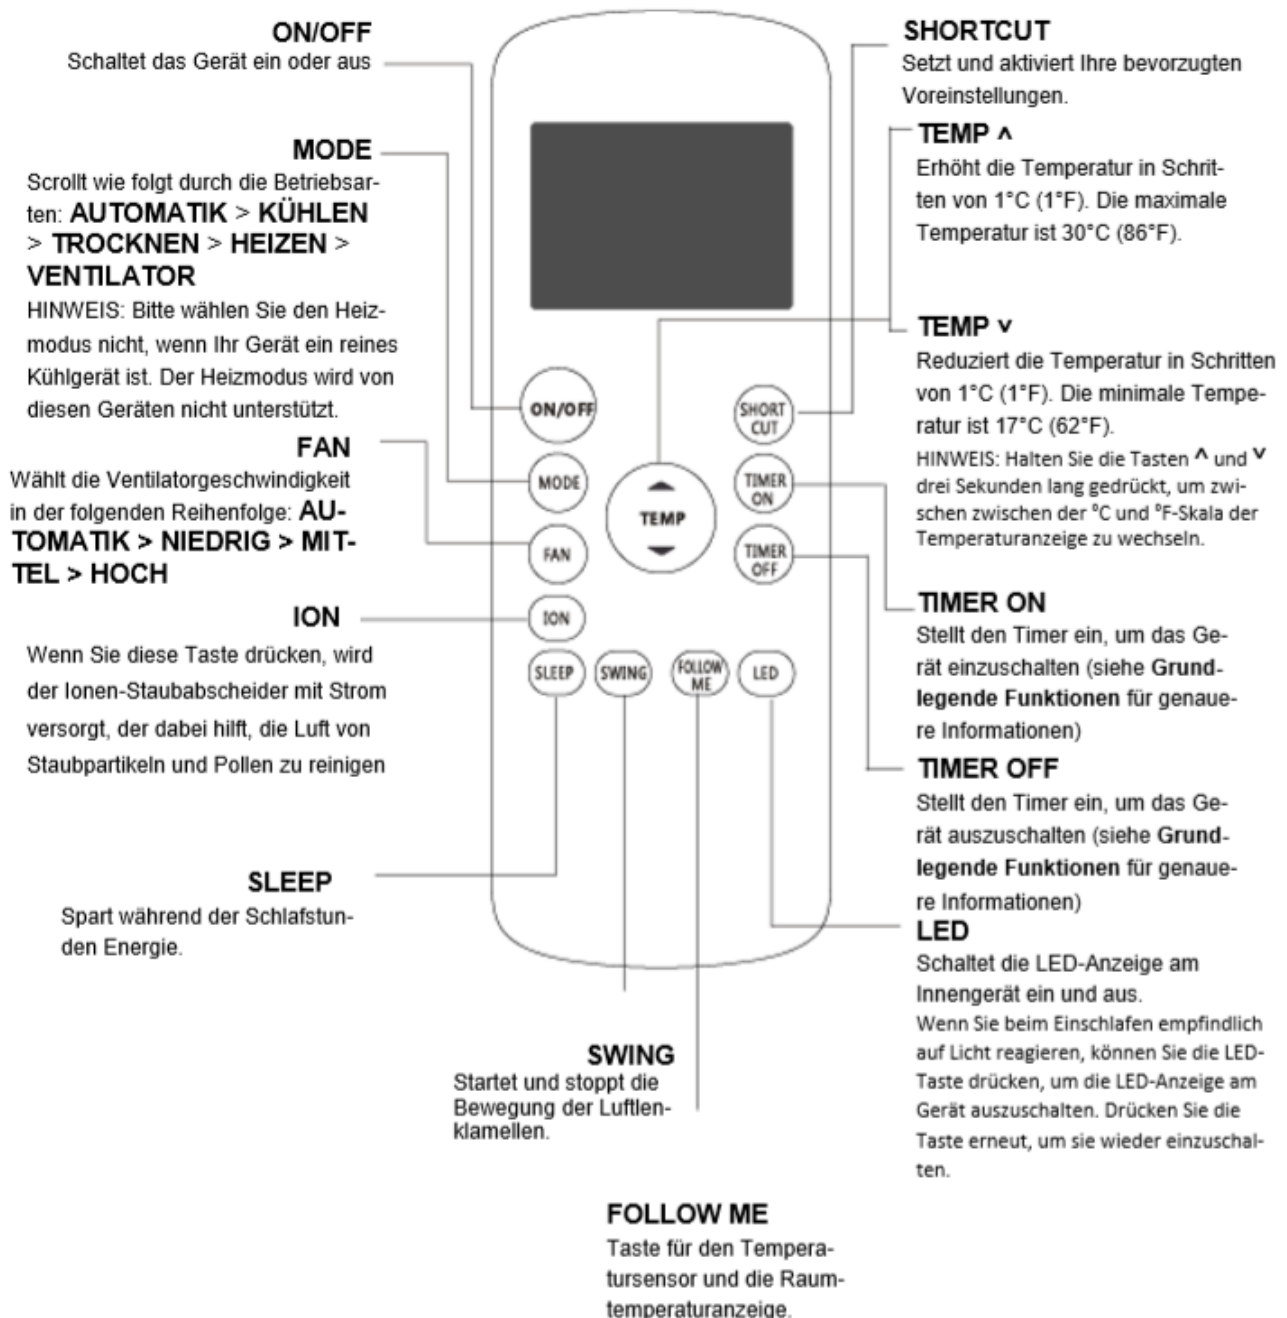 ON/OFF
Schaltet das Gerät ein oder aus
MODE
Scrollt wie folgt durch die Betriebsar-
ten: AUTOMATIK > KÜHLEN
> TROCKNEN > HEIZEN >
VENTILATOR
HINWEIS: Bitte wählen Sie den Heiz-
modus nicht, wenn Ihr Gerät ein reines
Kühlgerät ist. Der Heizmodus wird von
diesen Geräten nicht unterstützt.
FAN
Wählt die Ventilatorgeschwindigkeit
in der folgenden Reihenfolge: AU-
TOMATIK > NIEDRIG > MIT-
TEL > HOCH
ION
Wenn Sie diese Taste drücken, wird
der Ionen-Staubabscheider mit Strom
versorgt, der dabei hilft, die Luft von
Staubpartikeln und Pollen zu reinigen
SLEEP
Spart während der Schlafstun-
den Energie.
ON/OFF
MODE
FAN
ION
SLEEP
SWING
FOLLOW
ME
LED
TEMP
SHORT
CUT
TIMER
ON
TIMER
OFF
SWING
Startet und stoppt die
Bewegung der Luftlen-
klamellen.
FOLLOW ME
Taste für den Tempera-
tursensor und die Raum-
temperaturanzeige.
SHORTCUT
Setzt und aktiviert Ihre bevorzugten
Voreinstellungen.
TEMP ˄
Erhöht die Temperatur in Schrit-
ten von 1°C (1°F). Die maximale
Temperatur ist 30°C (86°F).
TEMP ˅
Reduziert die Temperatur in Schritten
von 1°C (1°F). Die minimale Tempe-
ratur ist 17°C (62°F).
HINWEIS: Halten Sie die Tasten ˄ und ˅
drei Sekunden lang gedrückt, um zwi-
schen zwischen der °C und °F-Skala der
Temperaturanzeige zu wechseln.
TIMER ON
Stellt den Timer ein, um das Ge-
rät einzuschalten (siehe Grund-
legende Funktionen für genaue-
re Informationen)
TIMER OFF
Stellt den Timer ein, um das Ge-
rät auszuschalten (siehe Grund-
legende Funktionen für genaue-
re Informationen)
LED
Schaltet die LED-Anzeige am
Innengerät ein und aus.
Wenn Sie beim Einschlafen empfindlich
auf Licht reagieren, können Sie die LED-
Taste drücken, um die LED-Anzeige am
Gerät auszuschalten. Drücken Sie die
Taste erneut, um sie wieder einzuschal-
ten.